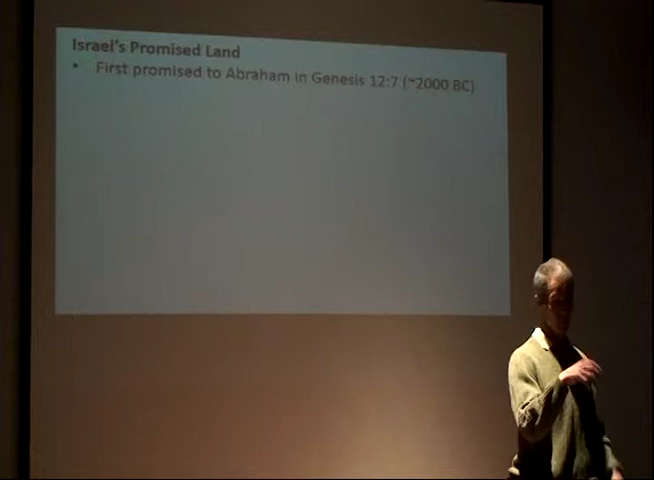 Israel's Promised Land
• First promised to Abraham in Genesis 12:7 (~2000 BC)